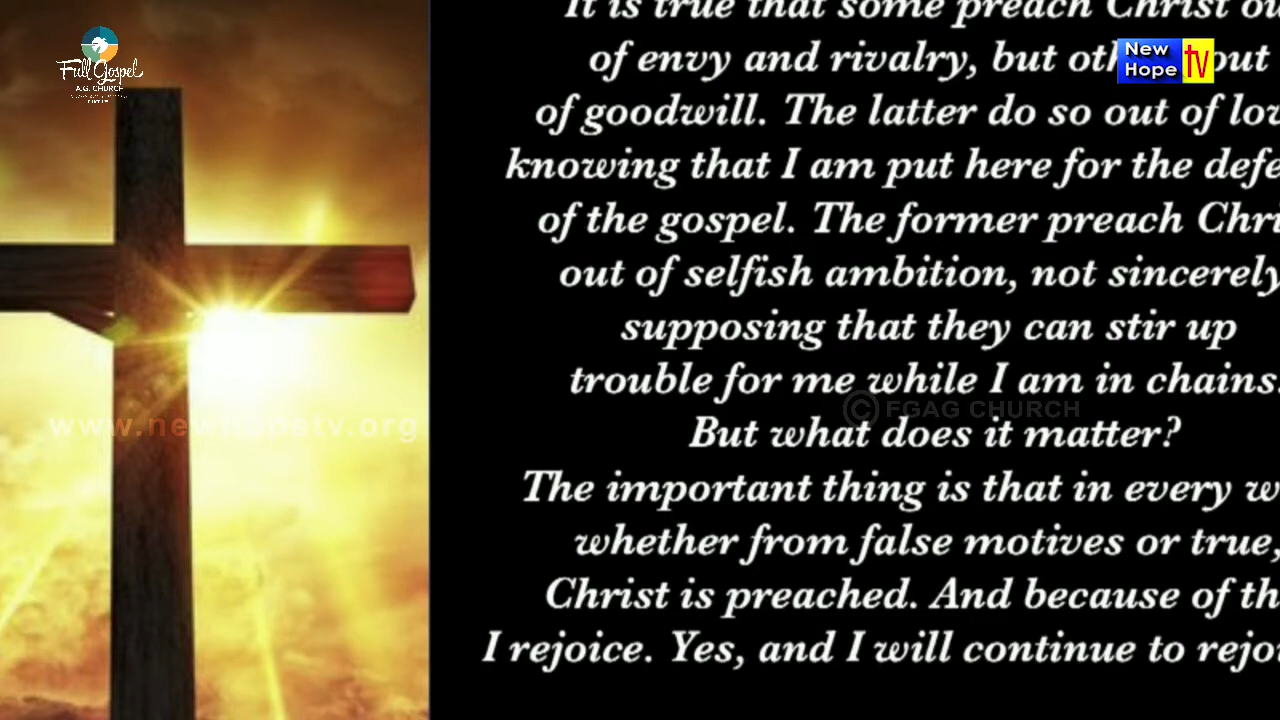 Full Gospel
A.G. CHURCH
New
Hope
tv
It is true that some preach Christ ou
of envy and rivalry, but oth out
of goodwill. The latter do so out of lov
knowing that I am put here for the defe
of the gospel. The former preach Chri
out of selfish ambition, not sincerely
supposing that they can stir up
trouble for me while I am in chains
But what does it matter?
The important thing is that in every w
whether from false motives or true,
Christ is preached. And because of th
I rejoice. Yes, and I will continue to rejoi
www.newhopetv.org
© FGAG CHURCH